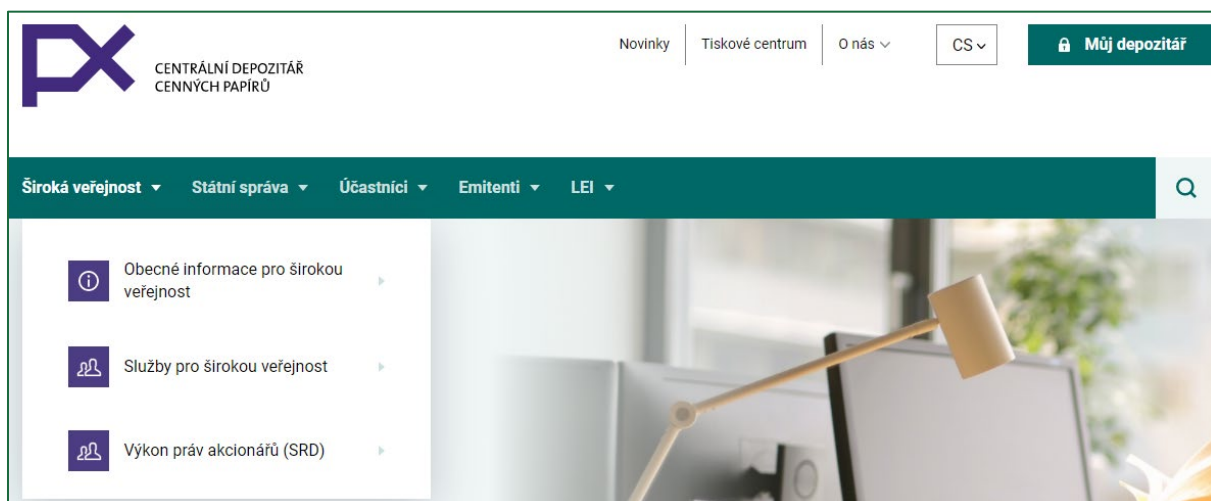 Novinky
Tiskové centrum
O nás
CS
Můj depozitář
CENTRÁLNÍ DEPOZITÁŘ
CENNÝCH PAPÍRŮ
Široká veřejnost
Státní správa
Účastníci
Emitenti
LEI
Obecné informace pro širokou
veřejnost
Služby pro širokou veřejnost
Výkon práv akcionářů (SRD)